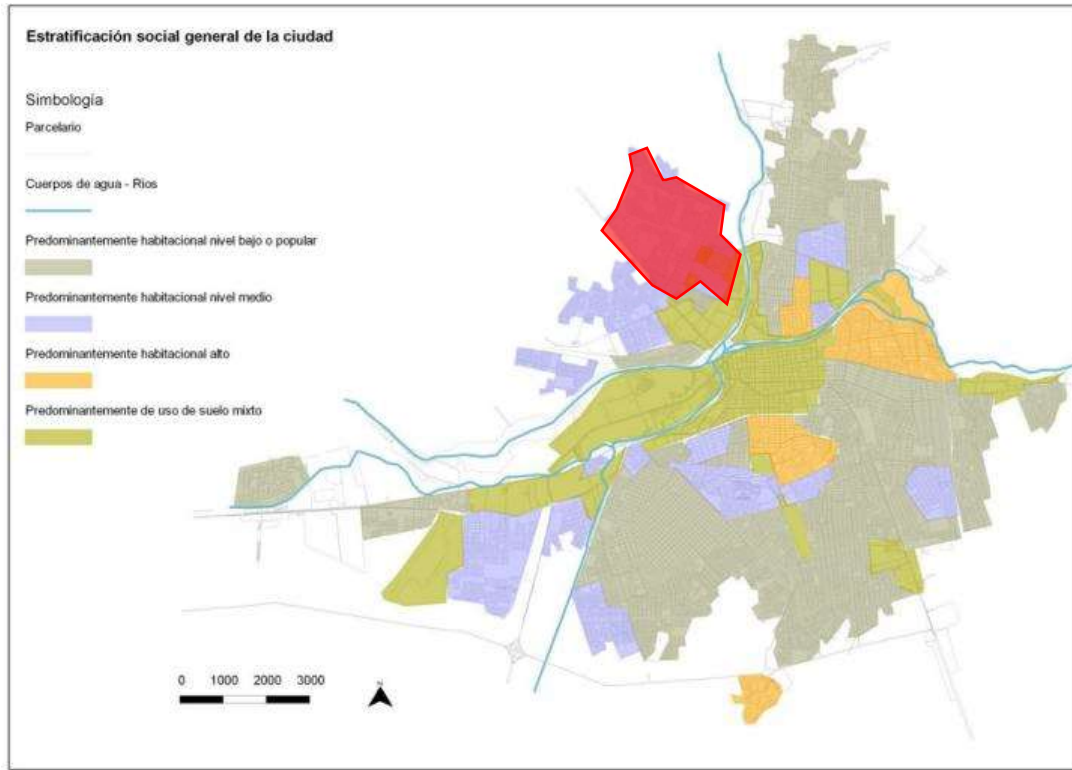 Estratificación social general de la ciudad
Simbología
Parcelario
Cuerpos de agua - Ríos
Predominantemente habitacional nivel bajo o popular
Predominantemente habitacional nivel medio
Predominantemente habitacional alto
Predominantemente de uso de suelo mixto
0 1000 2000 3000
N